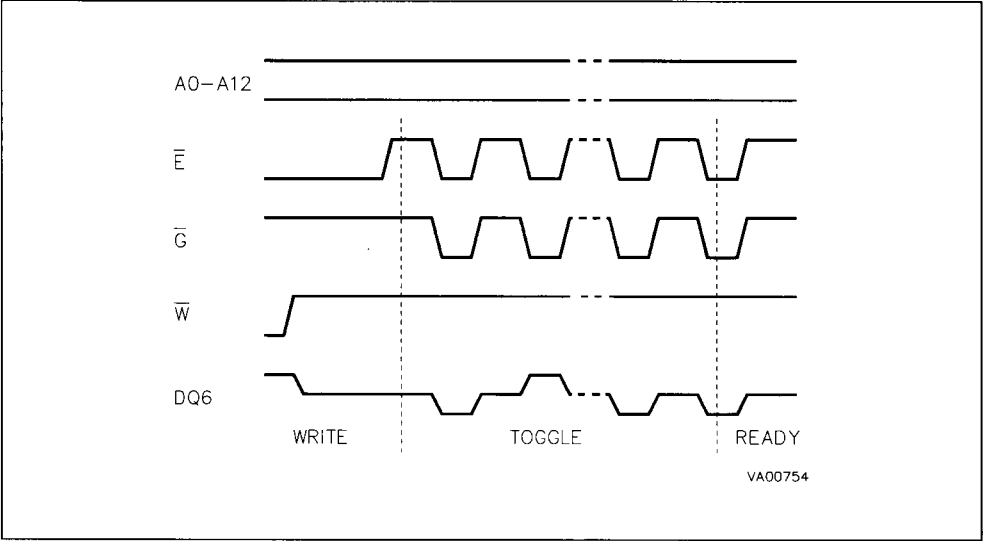 A0-A12
E̅
G̅
W̅
DQ6
WRITE TOGGLE READY
VA00754